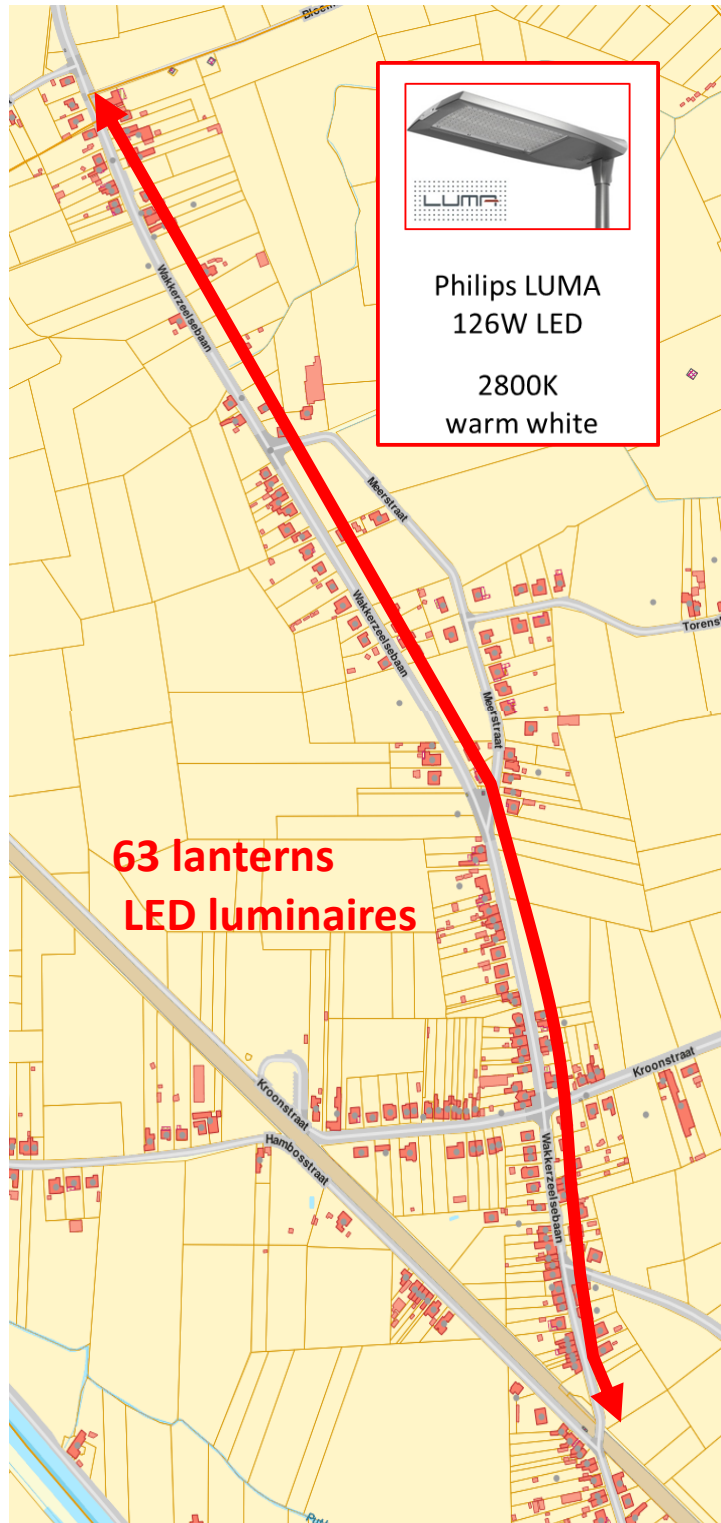 LUMA
Philips LUMA
126W LED
2800K
warm white
Wakkerzeelsebaan
Meerstraat
Wakkerzeelsebaan
Meerstraat
63 lanterns
LED luminaires
Kroonstraat
Kroonstraat
Hambosstraat
Wakkerzeelsebaan